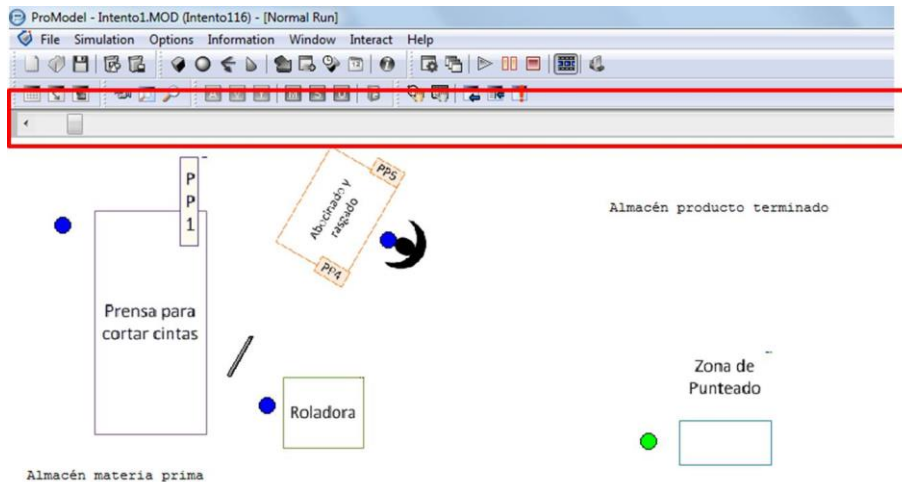 ProModel - Intento1.MOD (Intento116) - [Normal Run]
File Simulation Options Information Window Interact Help
P
P
1
PP5
Abocinado y
rasgado
PP4
Almacén producto terminado
Prensa para
cortar cintas
Zona de
Punteado
Roladora
Almacén materia prima